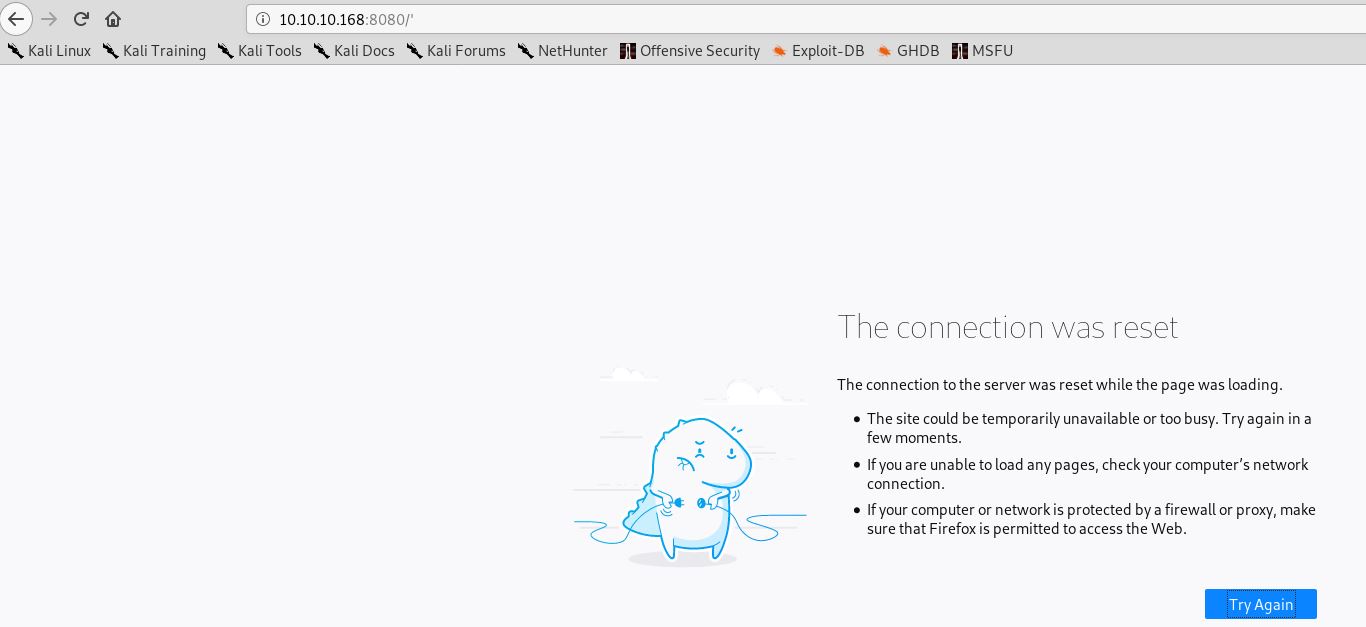 10.10.10.168:8080/'
Kali Linux Kali Training Kali Tools Kali Docs Kali Forums NetHunter Offensive Security Exploit-DB GHDB MSFU
The connection was reset
The connection to the server was reset while the page was loading.
The site could be temporarily unavailable or too busy. Try again in a
few moments.
If you are unable to load any pages, check your computer’s network
connection.
If your computer or network is protected by a firewall or proxy, make
sure that Firefox is permitted to access the Web.
Try Again